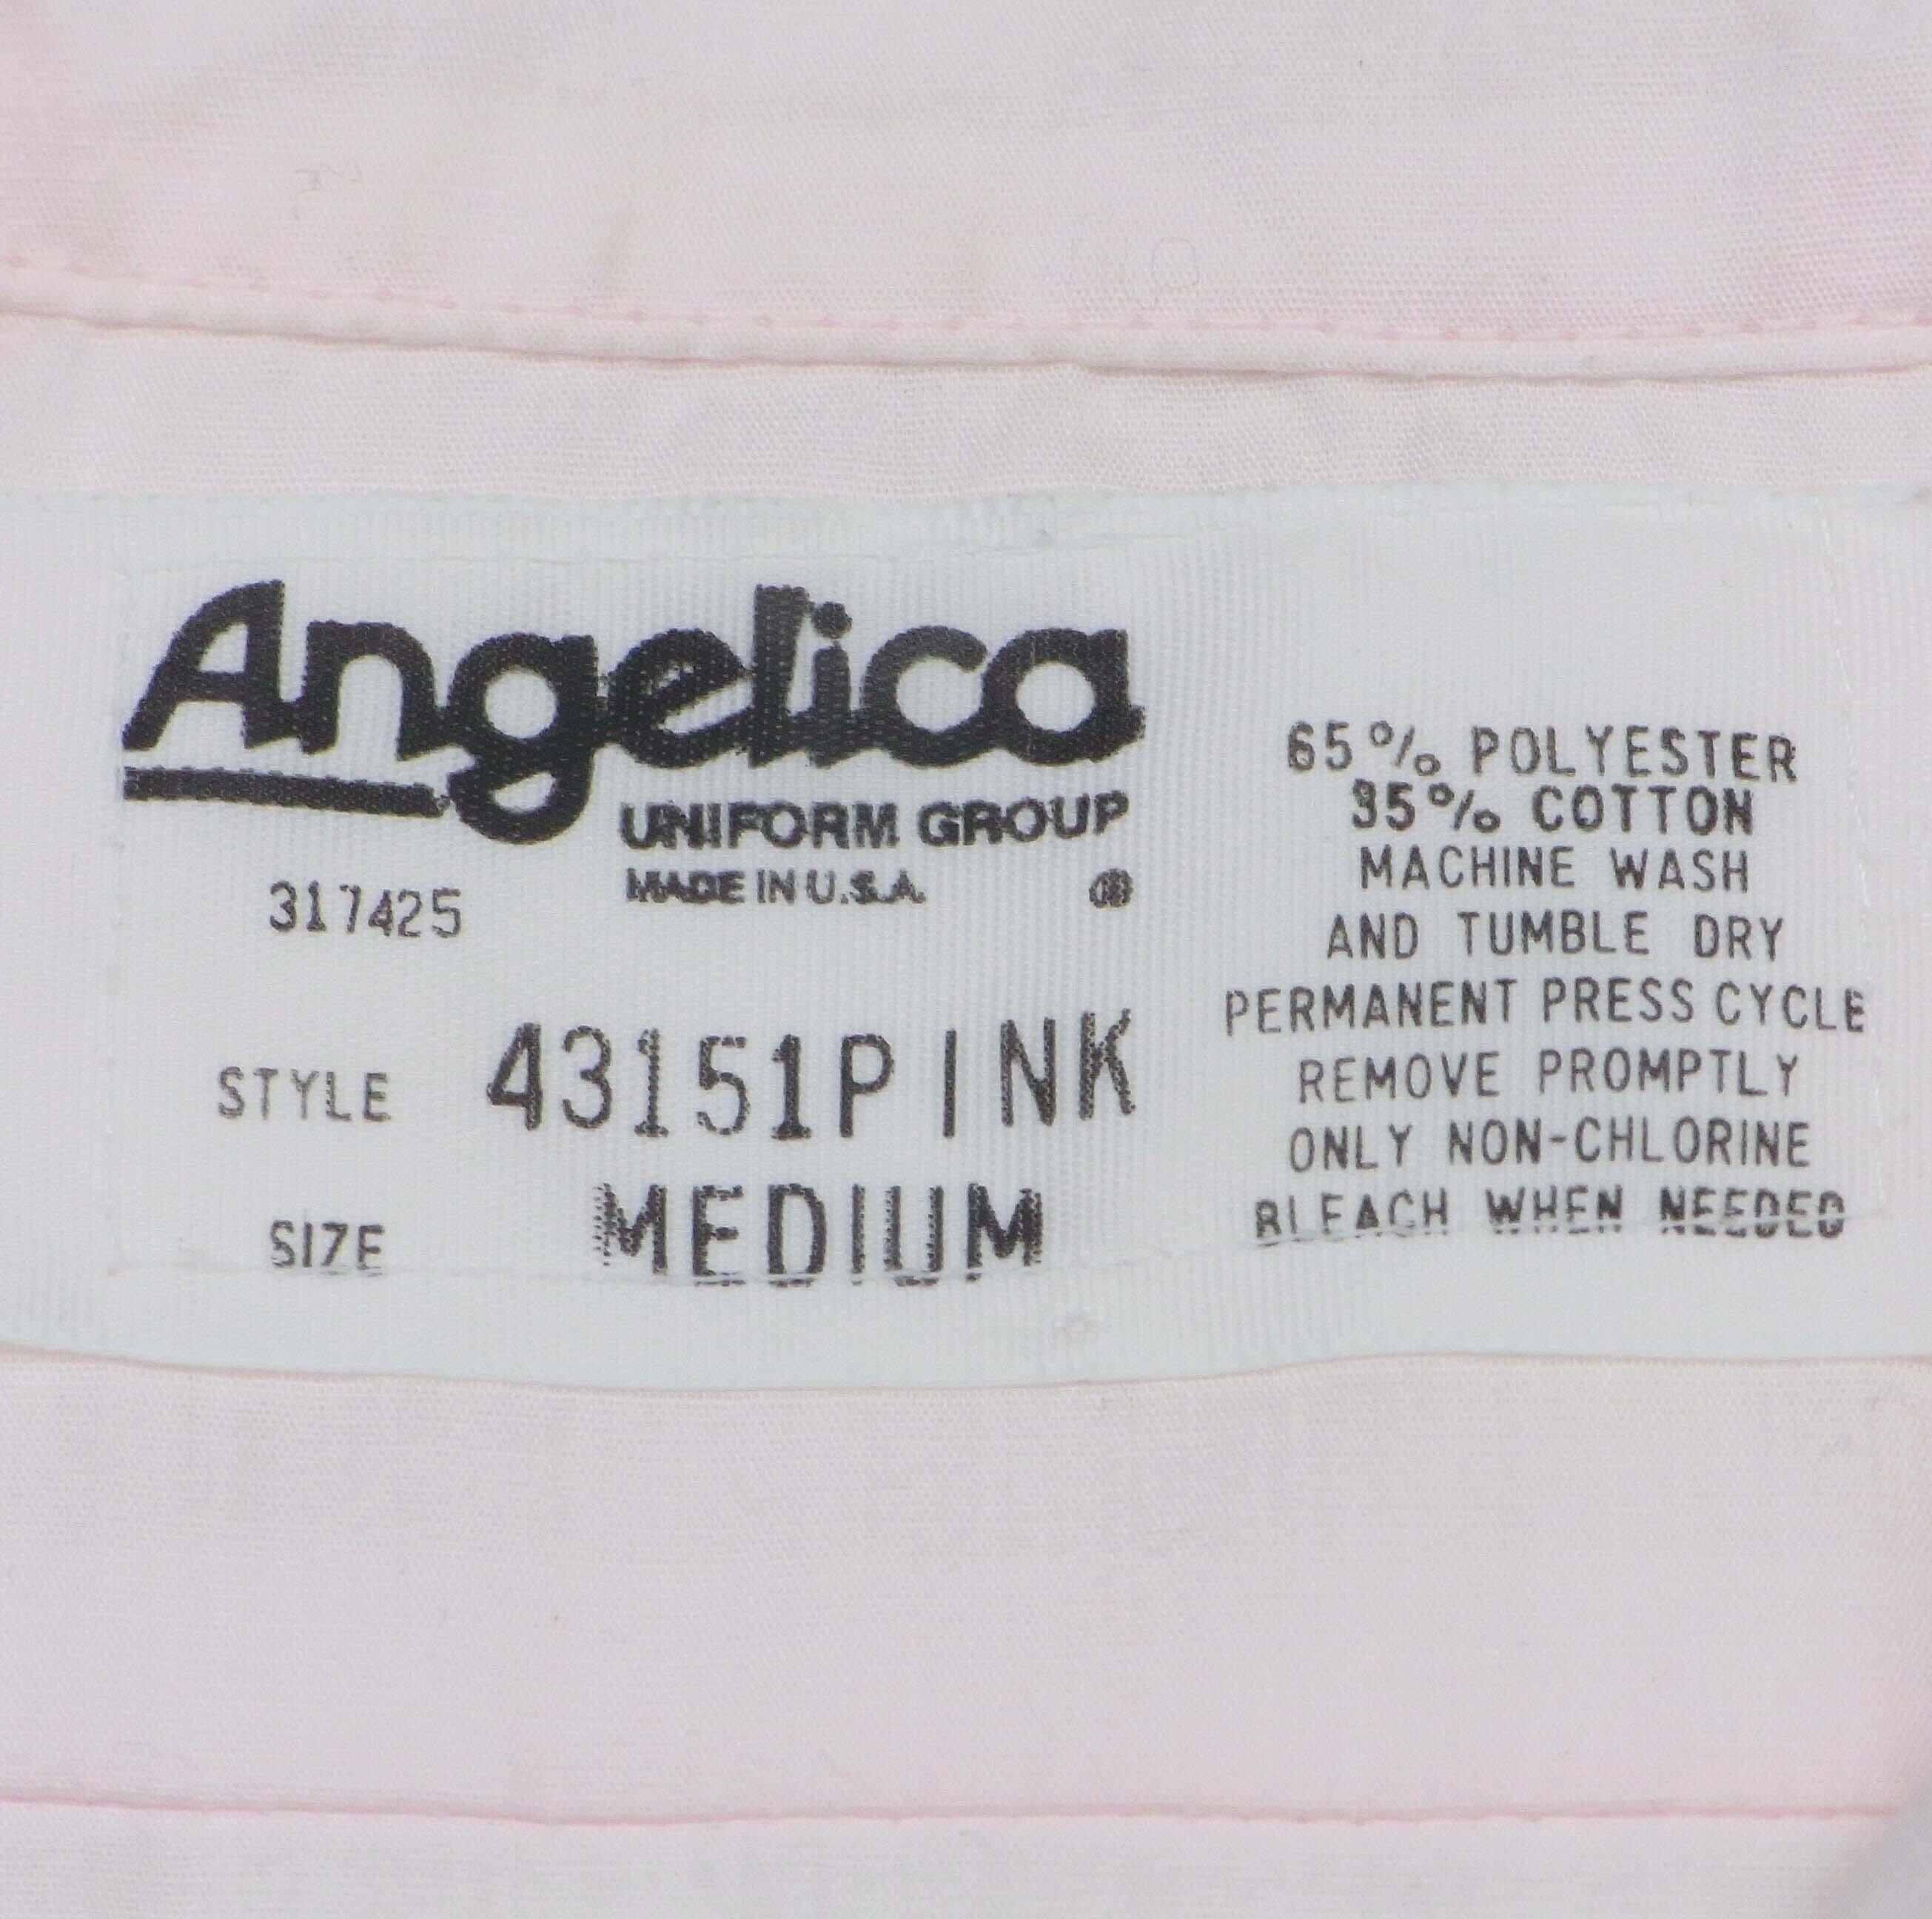 Angelica
UNIFORM GROUP
MADE IN U.S.A. ®
317425
STYLE 43151PINK
SIZE MEDIUM
65% POLYESTER
35% COTTON
MACHINE WASH
AND TUMBLE DRY
PERMANENT PRESS CYCLE
REMOVE PROMPTLY
ONLY NON-CHLORINE
BLEACH WHEN NEEDED